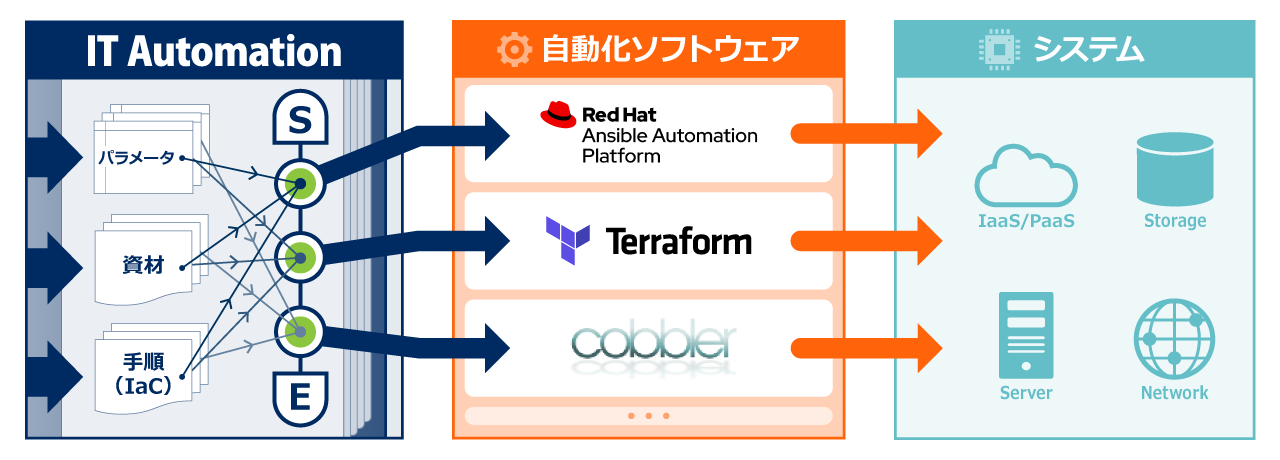 IT Automation
パラメータ
資材
手順
（IaC）
S
E
自動化ソフトウェア
Red Hat
Ansible Automation
Platform
Terraform
cobbler
システム
IaaS/PaaS
Storage
Server
Network